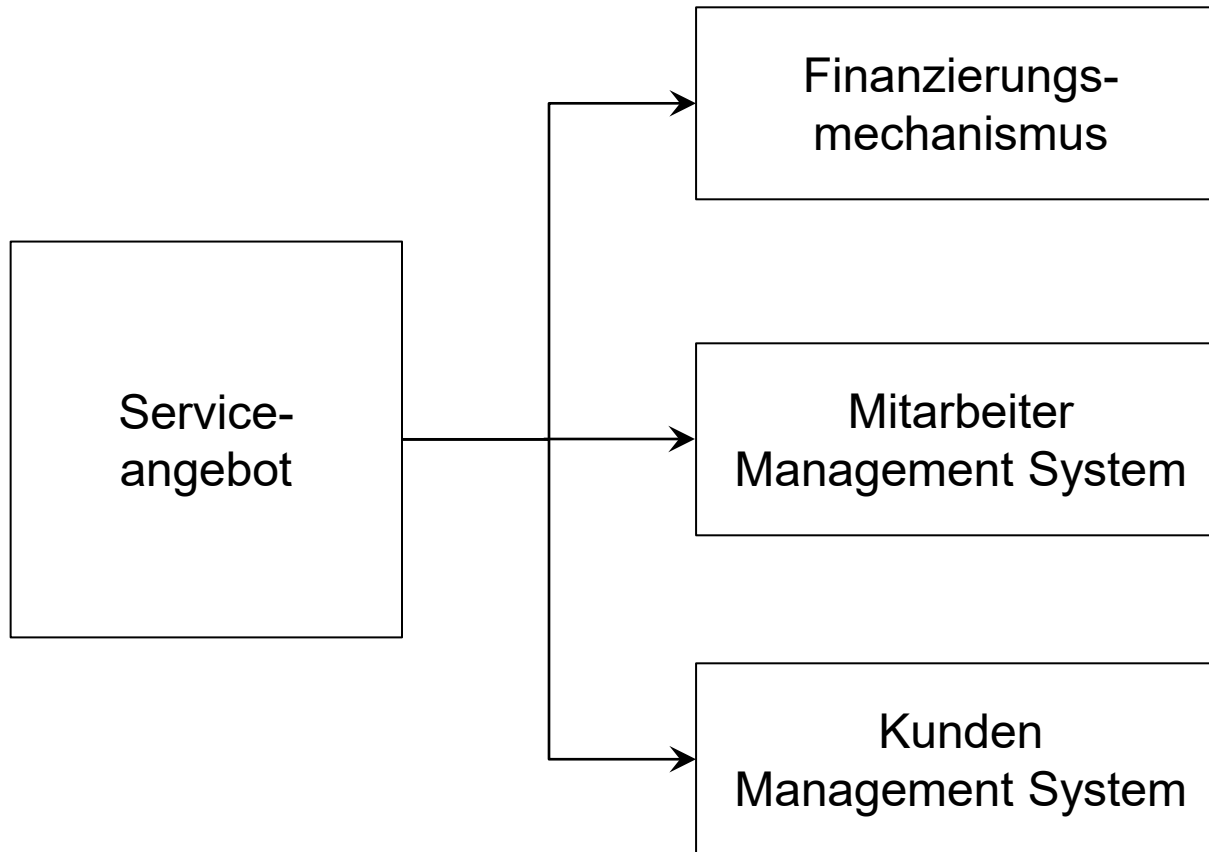 Finanzierungs-
mechanismus
Service-
angebot
Mitarbeiter
Management System
Kunden
Management System